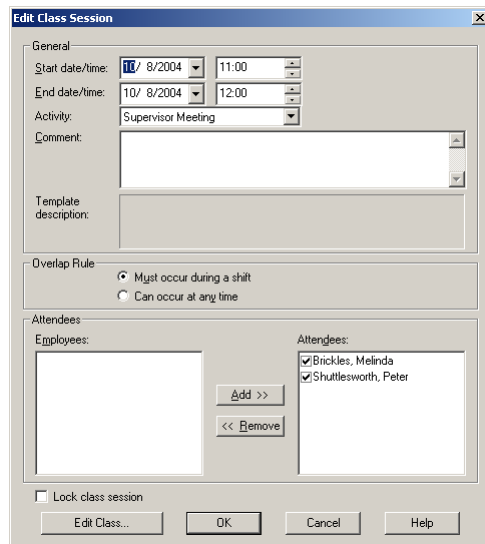 Edit Class Session
General
Start date/time: 10/ 8/2004 11:00
End date/time: 10/ 8/2004 12:00
Activity: Supervisor Meeting
Comment:
Template
description:
Overlap Rule
Must occur during a shift
Can occur at any time
Attendees
Employees:
Attendees:
Brickles, Melinda
Shuttlesworth, Peter
Add >>
<< Remove
Lock class session
Edit Class... OK Cancel Help